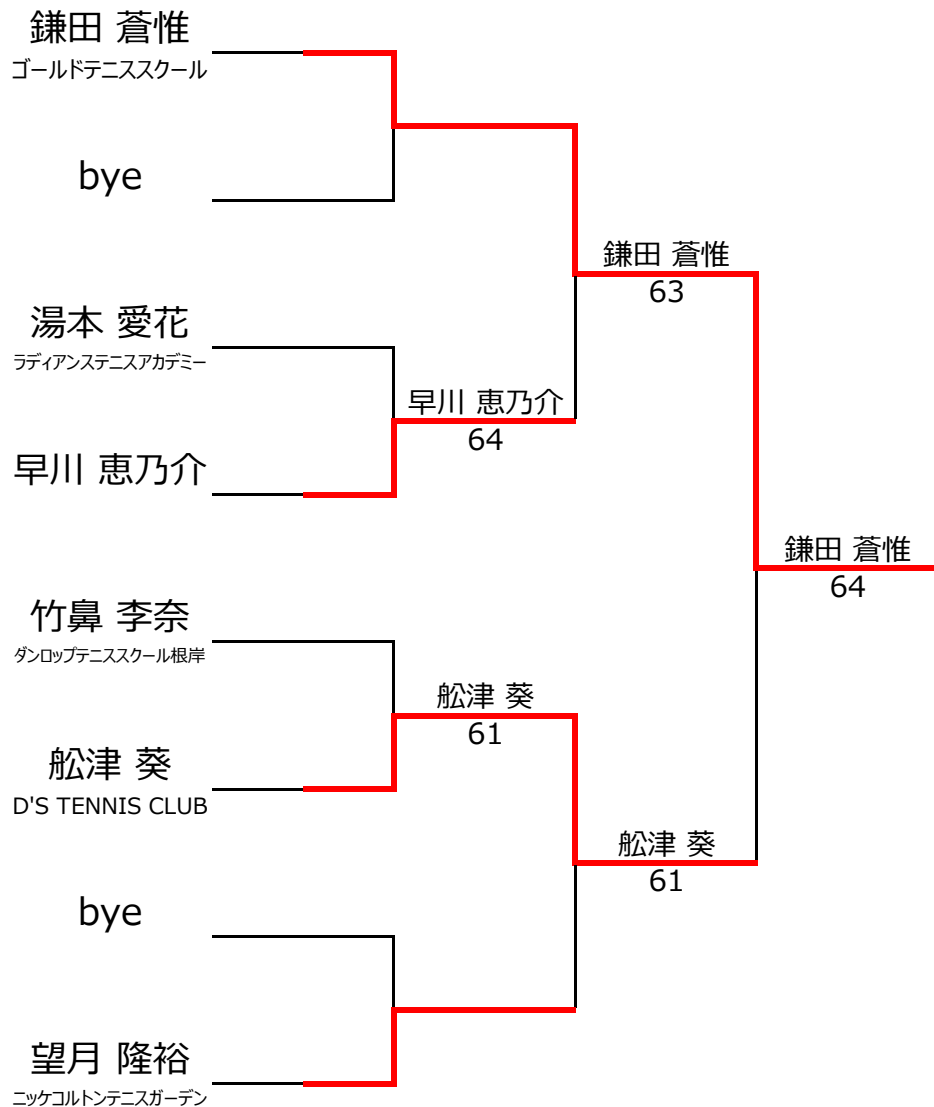 鎌田 蒼惟
ゴールドテニススクール
bye
鎌田 蒼惟
63
湯本 愛花
ラディアンステニスアカデミー
早川 恵乃介
64
早川 恵乃介
鎌田 蒼惟
64
竹鼻 李奈
ダンロップテニススクール根岸
舩津 葵
61
舩津 葵
D'S TENNIS CLUB
舩津 葵
61
bye
望月 隆裕
ニッケコルトンテニスガーデン